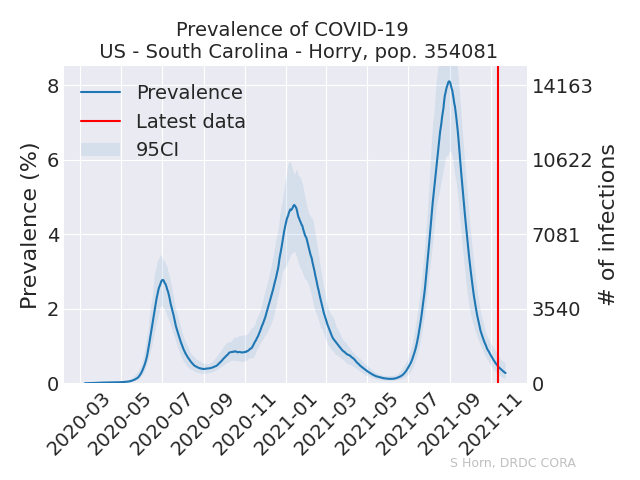 Prevalence of COVID-19
US - South Carolina - Horry, pop. 354081
Prevalence
Latest data
95CI
Prevalence (%)
8
6
4
2
0
14163
10622
7081
3540
0
# of infections
2020-03
2020-05
2020-07
2020-09
2020-11
2021-01
2021-03
2021-05
2021-07
2021-09
2021-11
S Horn, DRDC CORA